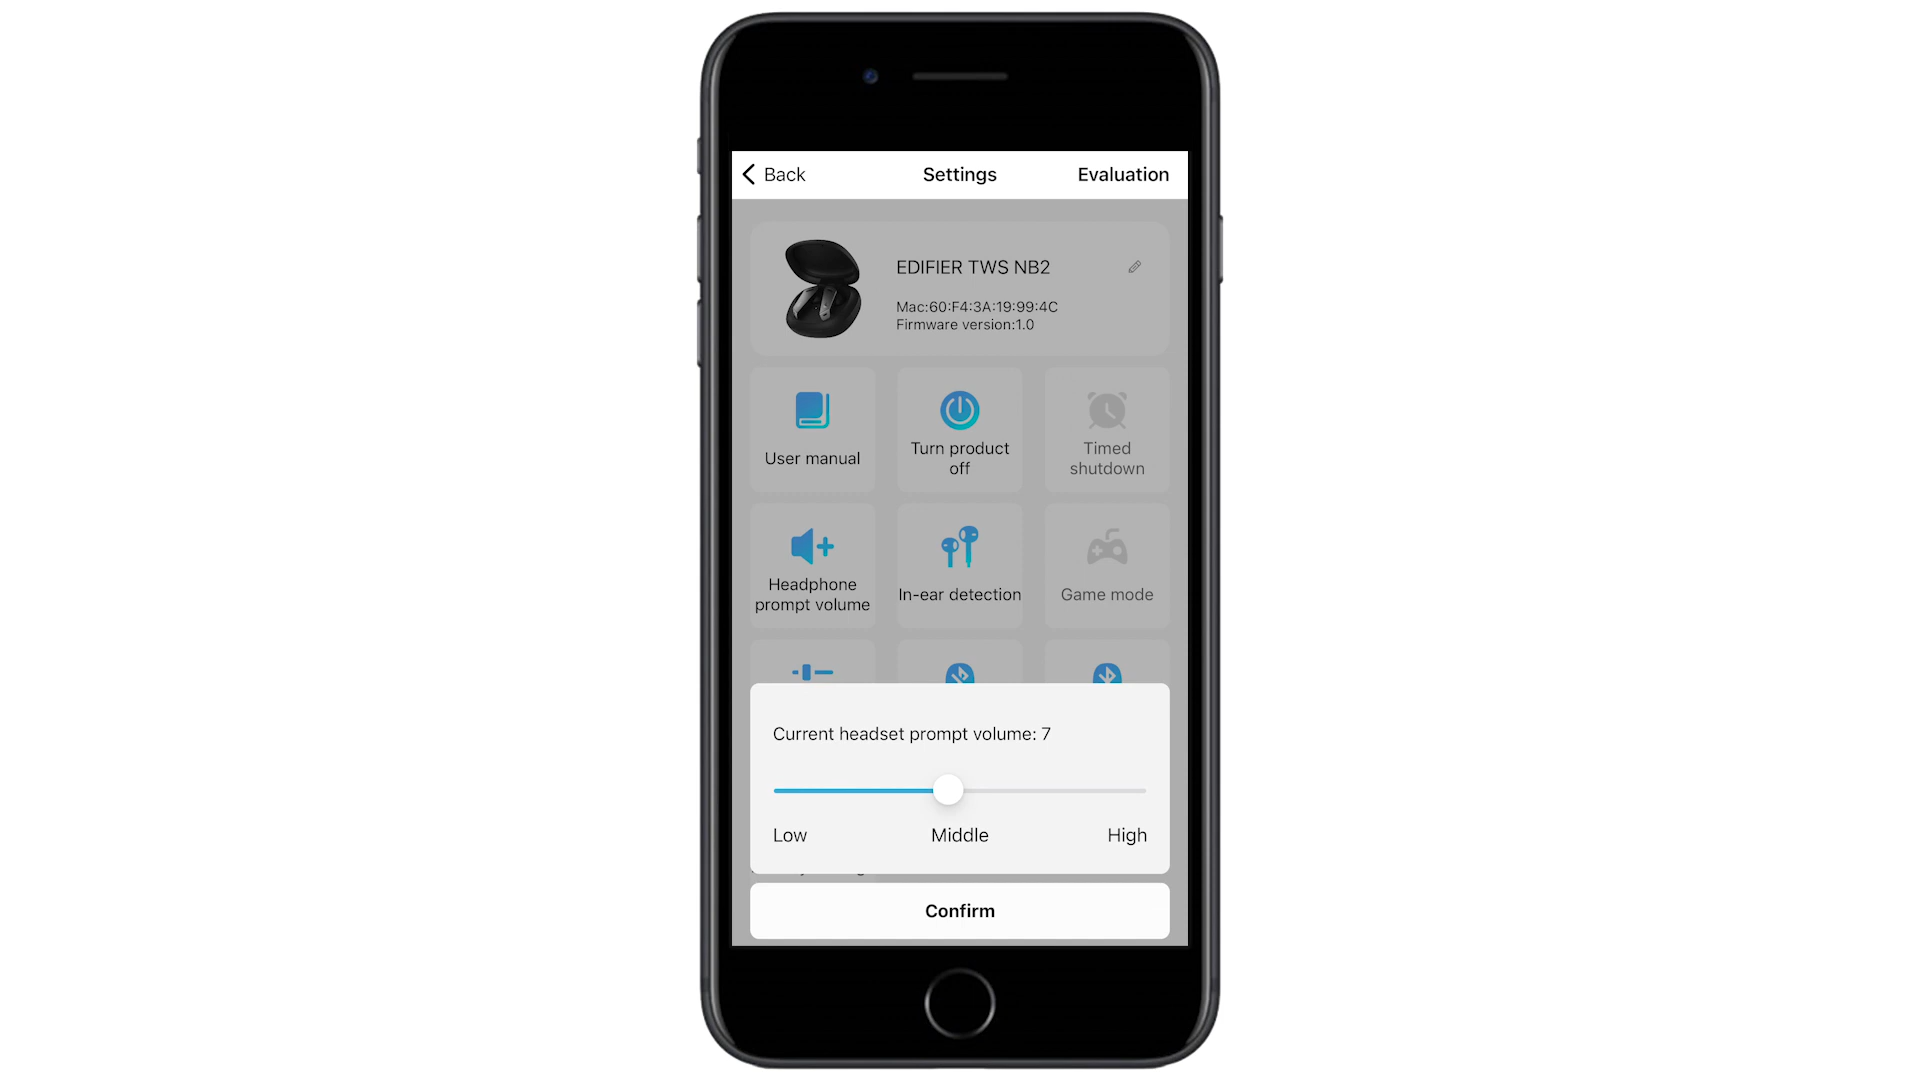 Back
Settings
Evaluation
EDIFIER TWS NB2
Mac:60:F4:3A:19:99:4C
Firmware version:1.0
User manual
Turn product
off
Timed
shutdown
Headphone
prompt volume
In-ear detection
Game mode
Current headset prompt volume: 7
Low
Middle
High
Confirm